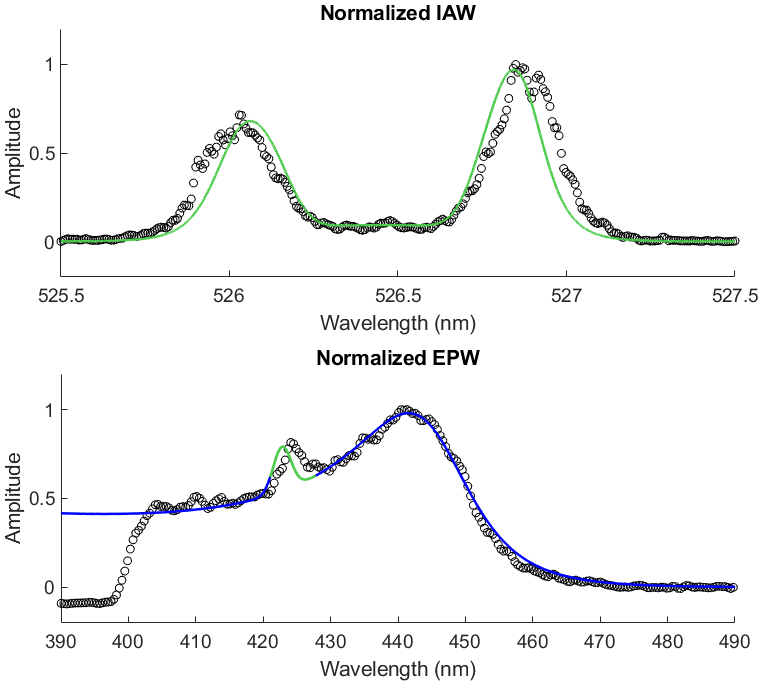 Normalized IAW
1
0.5
0
Amplitude
525.5 526 526.5 527 527.5
Wavelength (nm)
Normalized EPW
1
0.5
0
Amplitude
390 400 410 420 430 440 450 460 470 480 490
Wavelength (nm)